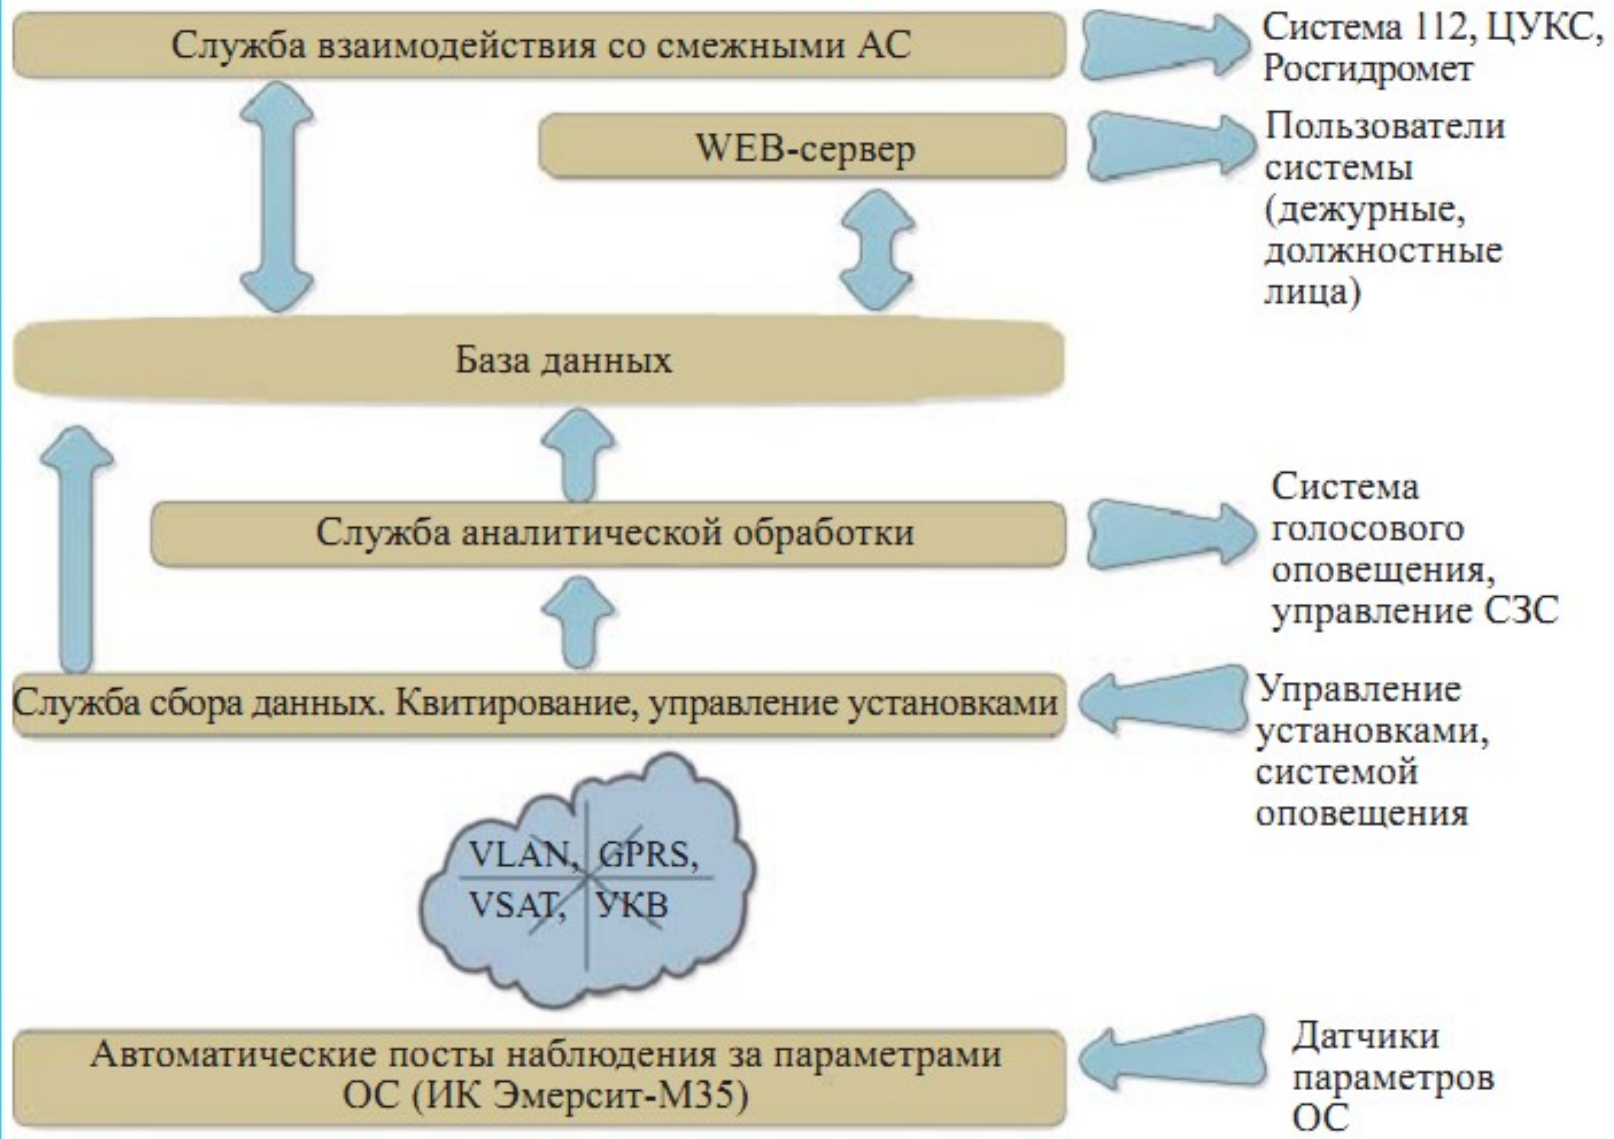 Служба взаимодействия со смежными АС
Система 112, ЦУКС,
Росгидромет
WEB-сервер
Пользователи
системы
(дежурные,
должностные
лица)
База данных
Служба аналитической обработки
Система
голосового
оповещения,
управление СЗС
Служба сбора данных. Квитирование, управление установками
Управление
установками,
системой
оповещения
VLAN, GPRS,
VSAT, УКВ
Автоматические посты наблюдения за параметрами
ОС (ИК Эмерсит-М35)
Датчики
параметров
ОС